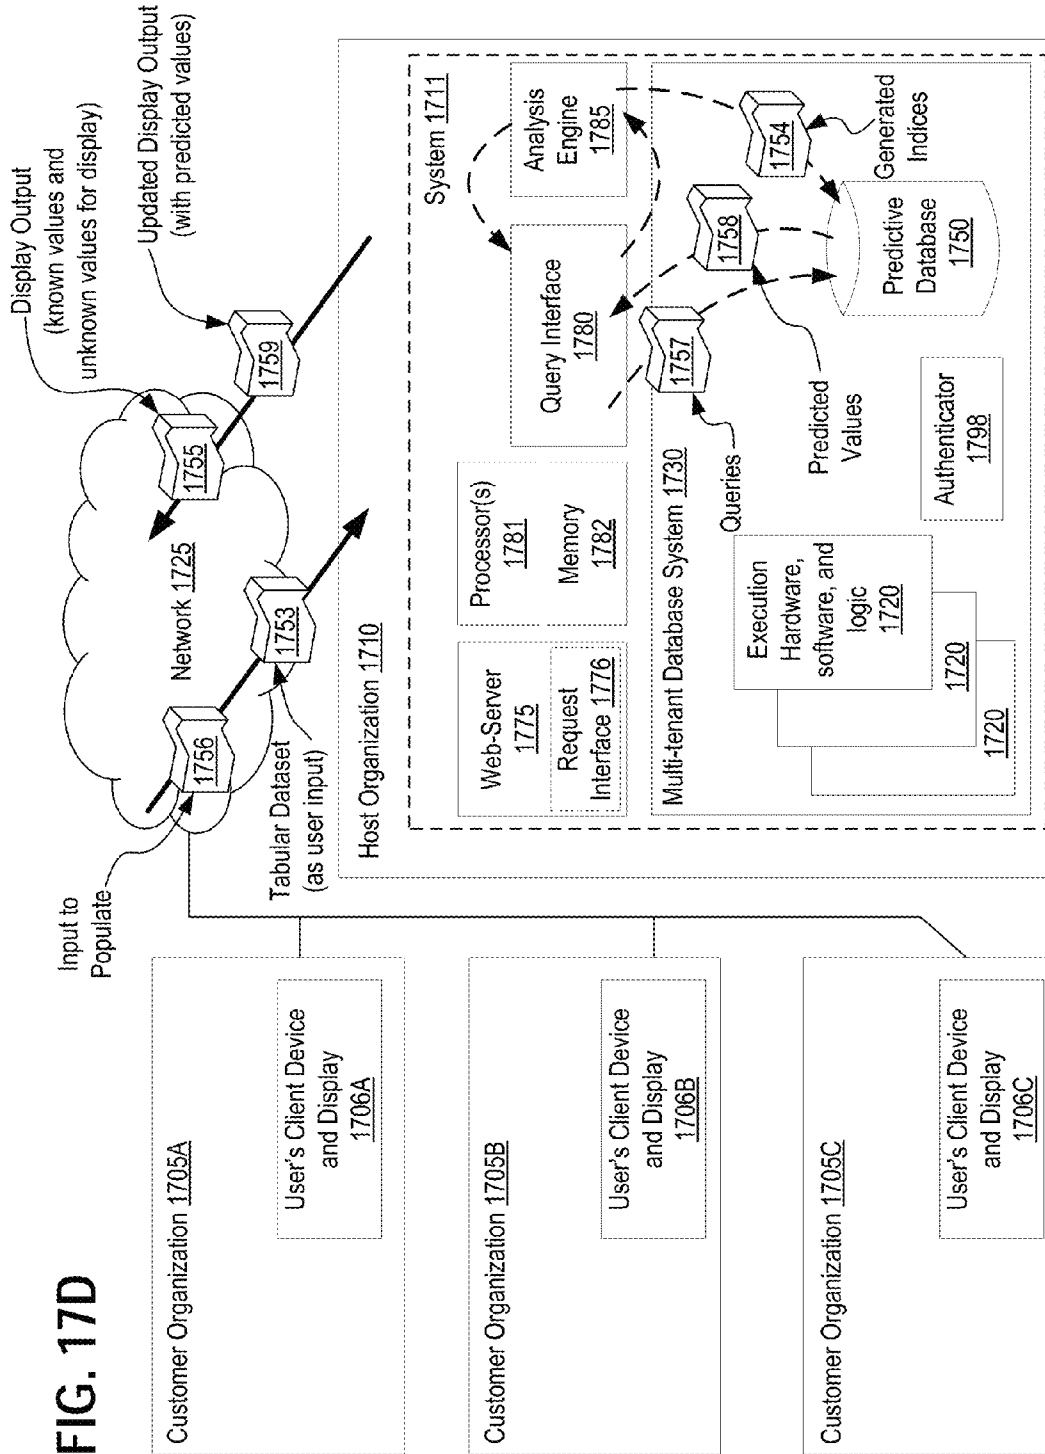 FIG. 17D
Customer Organization 1705A
User's Client Device
and Display
1706A
Customer Organization 1705B
User's Client Device
and Display
1706B
Customer Organization 1705C
User's Client Device
and Display
1706C
Input to
Populate
1756
Network 1725
1753
Tabular Dataset
(as user input)
1755
Display Output
(known values and
unknown values for display)
1759
Updated Display Output
(with predicted values)
Host Organization 1710
System 1711
Web-Server
1775
Request
Interface 1776
Processor(s)
1781
Memory
1782
Query Interface
1780
Analysis
Engine
1785
Multi-tenant Database System 1730
Execution
Hardware,
software, and
logic
1720
1720
1720
Queries
1757
1758
Predicted
Values
1754
Generated
Indices
Authenticator
1798
Predictive
Database
1750